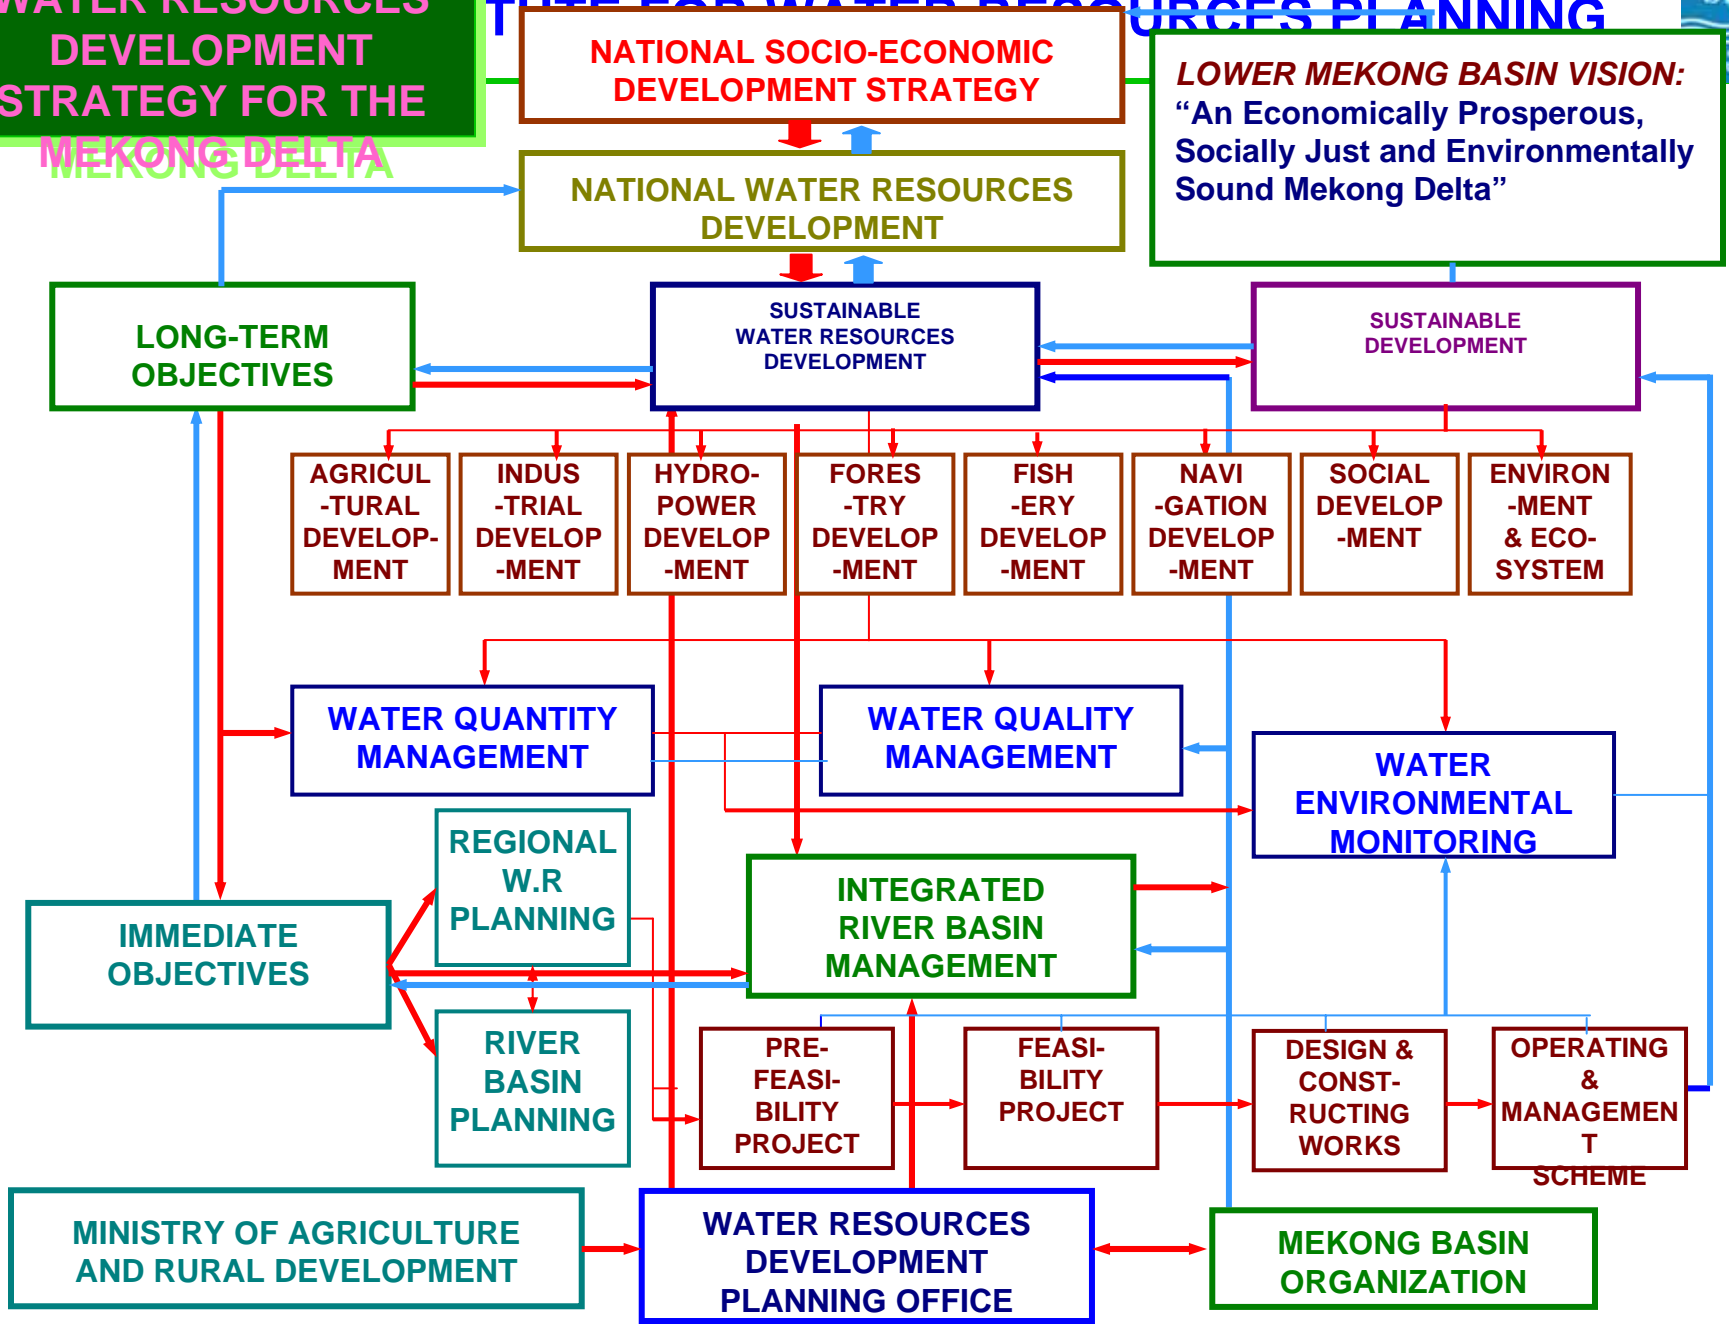 WATER RESOURCES
DEVELOPMENT
STRATEGY FOR THE
MEKONG DELTA
FOR WATER RESOURCES PLANNING
NATIONAL SOCIO-ECONOMIC
DEVELOPMENT STRATEGY
LOWER MEKONG BASIN VISION:
“An Economically Prosperous,
Socially Just and Environmentally
Sound Mekong Delta”
NATIONAL WATER RESOURCES
DEVELOPMENT
LONG-TERM
OBJECTIVES
SUSTAINABLE
WATER RESOURCES
DEVELOPMENT
SUSTAINABLE
DEVELOPMENT
AGRICUL
-TURAL
DEVELOP-
MENT
INDUS
-TRIAL
DEVELOP
-MENT
HYDRO-
POWER
DEVELOP
-MENT
FORES
-TRY
DEVELOP
-MENT
FISH
-ERY
DEVELOP
-MENT
NAVI
-GATION
DEVELOP
-MENT
SOCIAL
DEVELOP
-MENT
ENVIRON
-MENT
& ECO-
SYSTEM
WATER QUANTITY
MANAGEMENT
WATER QUALITY
MANAGEMENT
WATER
ENVIRONMENTAL
MONITORING
REGIONAL
W.R
PLANNING
INTEGRATED
RIVER BASIN
MANAGEMENT
IMMEDIATE
OBJECTIVES
RIVER
BASIN
PLANNING
PRE-
FEASI-
BILITY
PROJECT
FEASI-
BILITY
PROJECT
DESIGN &
CONST-
RUCTING
WORKS
OPERATING
&
MANAGEMEN
T
SCHEME
MINISTRY OF AGRICULTURE
AND RURAL DEVELOPMENT
WATER RESOURCES
DEVELOPMENT
PLANNING OFFICE
MEKONG BASIN
ORGANIZATION